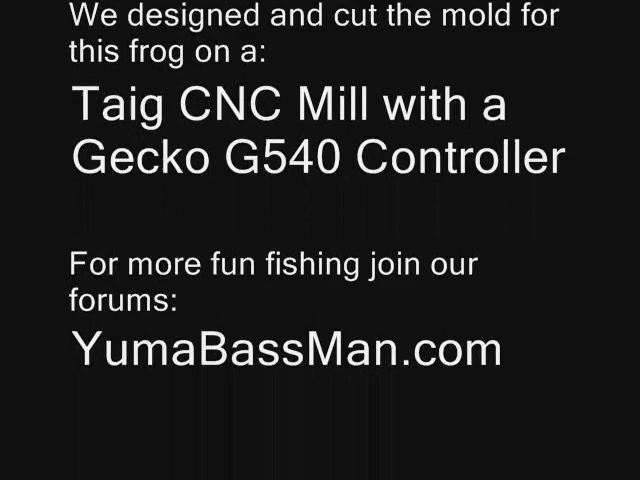 We designed and cut the mold for
this frog on a:
Taig CNC Mill with a
Gecko G540 Controller
For more fun fishing join our
forums:
YumaBassMan.com